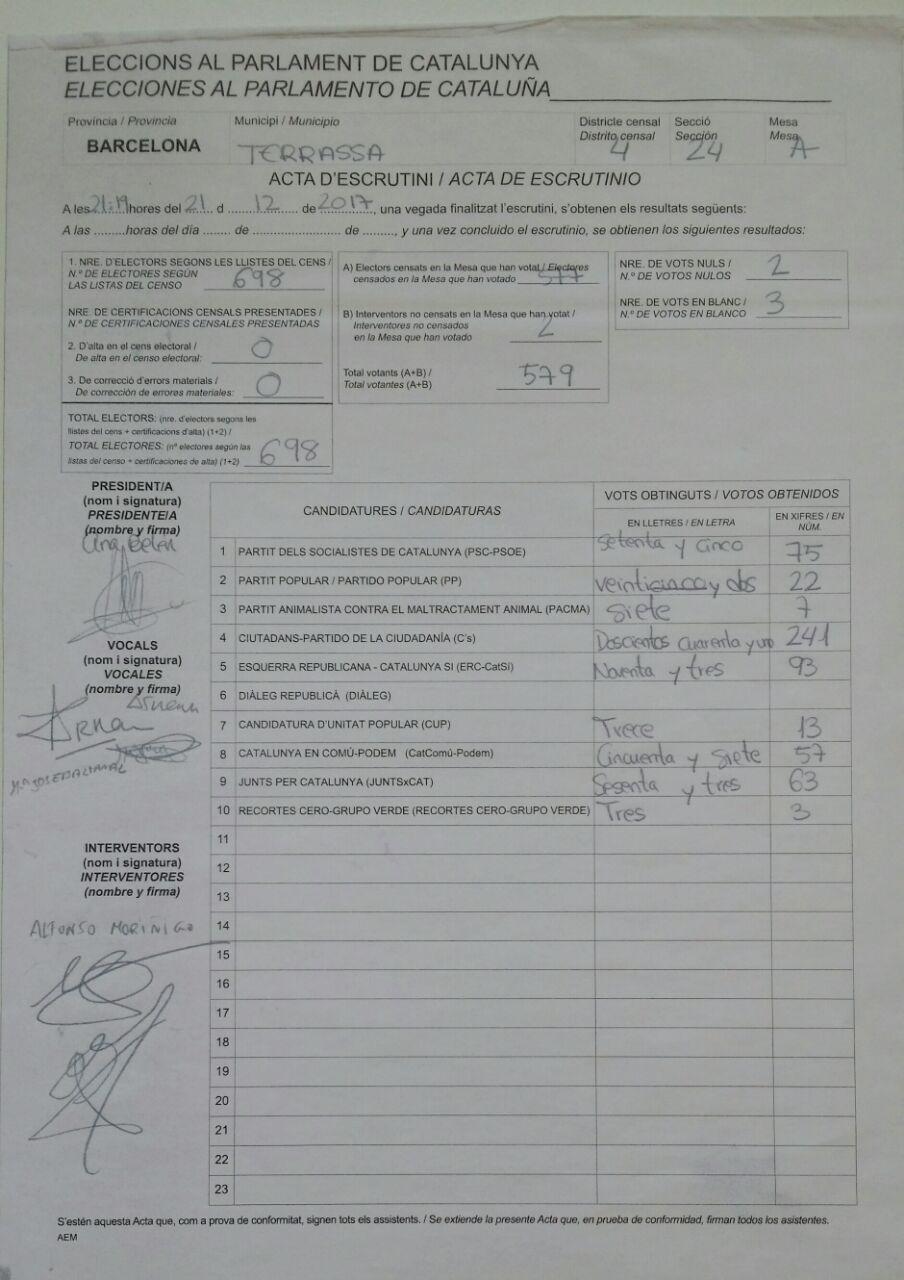 ELECCIONS AL PARLAMENT DE CATALUNYA
ELECCIONES AL PARLAMENTO DE CATALUÑA
Província / Provincia
BARCELONA
Municipi / Municipio
TERRASSA
Districte censal
Distrito censal
4
Secció
Sección
24
Mesa
Mesa
A
ACTA D'ESCRUTINI / ACTA DE ESCRUTINIO
A les 21:19 hores del 21 d 12 de 2017, una vegada finalitzat l'escrutini, s'obtenen els resultats següents:
A las .........horas del día ...... de ........................ de ........., y una vez concluido el escrutinio, se obtienen los siguientes resultados:
1. NRE. D'ELECTORS SEGONS LES LLISTES DEL CENS /
N.º DE ELECTORES SEGÚN
LAS LISTAS DEL CENSO 698
NRE. DE CERTIFICACIONS CENSALS PRESENTADES /
N.º DE CERTIFICACIONES CENSALES PRESENTADAS
2. D'alta en el cens electoral /
De alta en el censo electoral: 0
3. De correcció d'errors materials /
De corrección de errores materiales: 0
TOTAL ELECTORS: (nre. d'electors segons les
llistes del cens + certificacions d'alta) (1+2) /
TOTAL ELECTORES: (nº electores según las
listas del censo + certificaciones de alta) (1+2) 698
A) Electors censats en la Mesa que han votat / Electores
censados en la Mesa que han votado 577
B) Interventors no censats en la Mesa que han votat /
Interventores no censados
en la Mesa que han votado 2
Total votants (A+B) /
Total votantes (A+B) 579
NRE. DE VOTS NULS /
N.º DE VOTOS NULOS 2
NRE. DE VOTS EN BLANC /
N.º DE VOTOS EN BLANCO 3
PRESIDENT/A
(nom i signatura)
PRESIDENTE/A
(nombre y firma)
Ana Belen
VOCALS
(nom i signatura)
VOCALES
(nombre y firma)
INTERVENTORS
(nom i signatura)
INTERVENTORES
(nombre y firma)
ALFONSO MORIÑIGO
CANDIDATURES / CANDIDATURAS
VOTS OBTINGUTS / VOTOS OBTENIDOS
EN LLETRES / EN LETRA
EN XIFRES / EN NÚM.
1 PARTIT DELS SOCIALISTES DE CATALUNYA (PSC-PSOE) Setenta y cinco 75
2 PARTIT POPULAR / PARTIDO POPULAR (PP) y dos 22
3 PARTIT ANIMALISTA CONTRA EL MALTRACTAMENT ANIMAL (PACMA) siete 7
4 CIUTADANS-PARTIDO DE LA CIUDADANÍA (C's) Doscientos cuarenta y uno 241
5 ESQUERRA REPUBLICANA - CATALUNYA SI (ERC-CatSí) Noventa y tres 93
6 DIÀLEG REPUBLICÀ (DIÀLEG)
7 CANDIDATURA D'UNITAT POPULAR (CUP) Trece 13
8 CATALUNYA EN COMÚ-PODEM (CatComú-Podem) Cincuenta y siete 57
9 JUNTS PER CATALUNYA (JUNTSxCAT) Sesenta y tres 63
10 RECORTES CERO-GRUPO VERDE (RECORTES CERO-GRUPO VERDE) Tres 3
11
12
13
14
15
16
17
18
19
20
21
22
23
S'estén aquesta Acta que, com a prova de conformitat, signen tots els assistents. / Se extiende la presente Acta que, en prueba de conformidad, firman todos los asistentes.
AEM